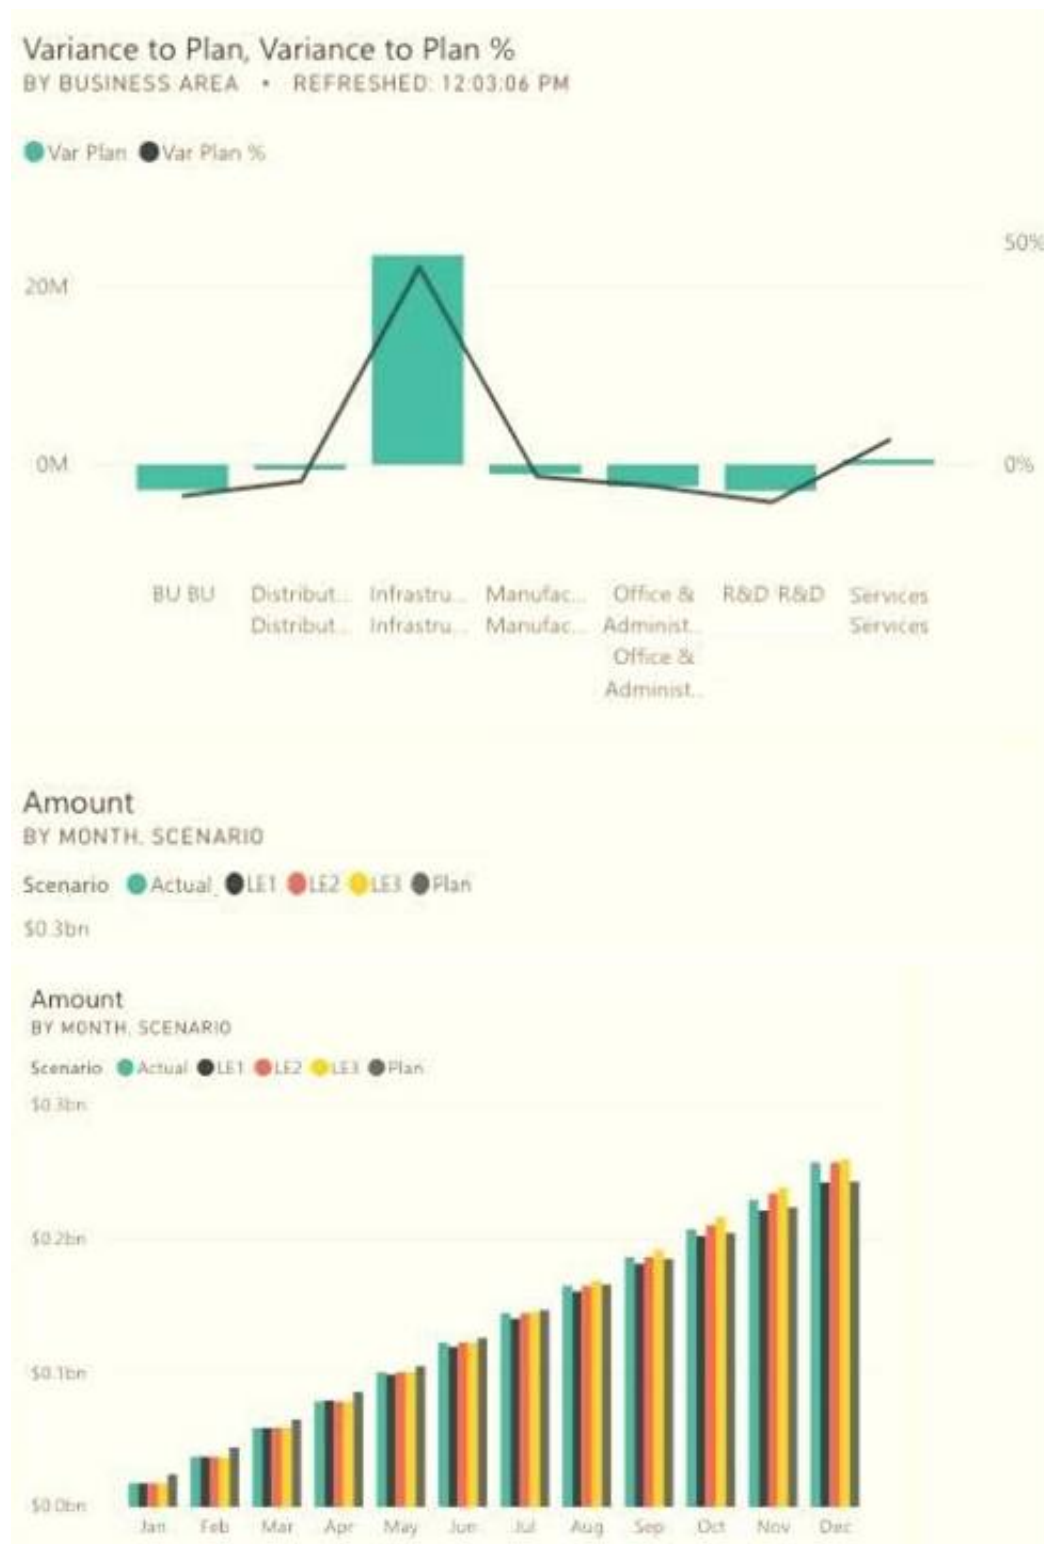 Variance to Plan, Variance to Plan %
BY BUSINESS AREA • REFRESHED: 12:03:06 PM
Var Plan Var Plan %
50%
20M
0M 0%
BU BU Distribut... Infrastru... Manufac... Office & R&D R&D Services
Distribut... Infrastru... Manufac... Administ... Services
Office &
Administ...
Amount
BY MONTH, SCENARIO
Scenario Actual LE1 LE2 LE3 Plan
$0.3bn
Amount
BY MONTH, SCENARIO
Scenario Actual LE1 LE2 LE3 Plan
$0.3bn
$0.2bn
$0.1bn
$0.0bn
Jan Feb Mar Apr May Jun Jul Aug Sep Oct Nov Dec